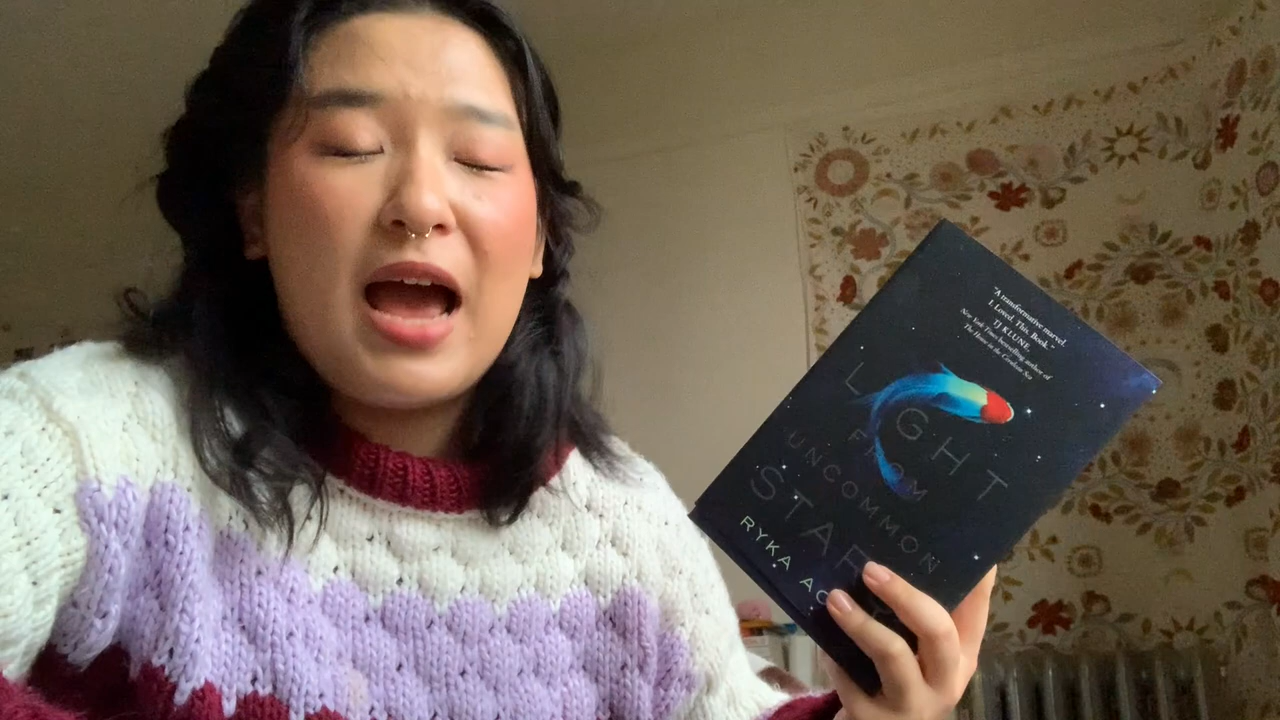 "A transformative marvel.
I. Loved. This. Book."
TJ KLUNE,
New York Times bestselling author of
The House in the Cerulean Sea
LIGHT
FROM
UNCOMMON
STARS
RYKA AO